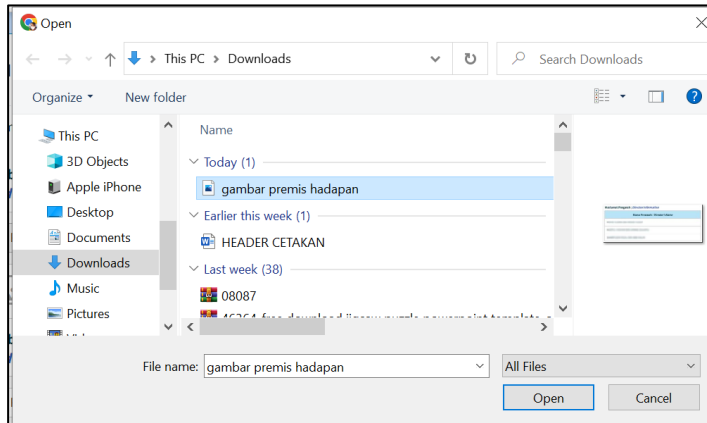 Open
This PC > Downloads
Search Downloads
Organize
New folder
This PC
3D Objects
Apple iPhone
Desktop
Documents
Downloads
Music
Pictures
Name
Today (1)
gambar premis hadapan
Earlier this week (1)
HEADER CETAKAN
Last week (38)
08087
File name: gambar premis hadapan
All Files
Open
Cancel